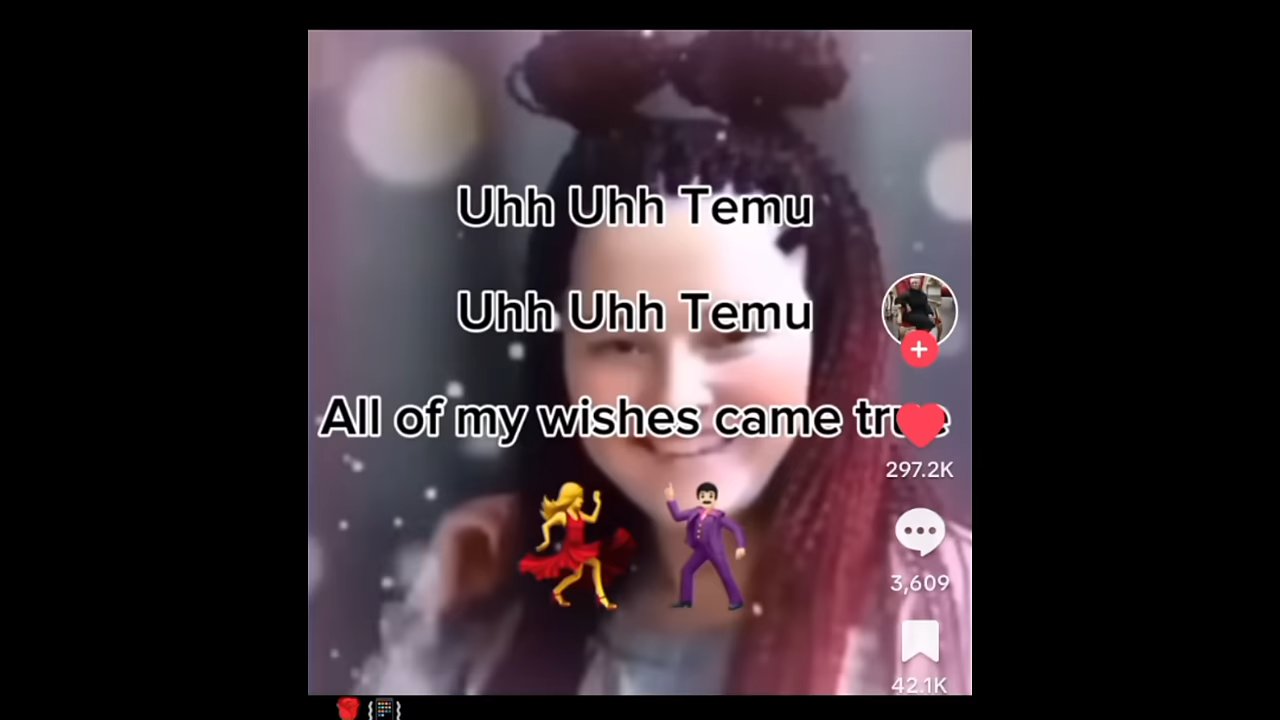 Uhh Uhh Temu
Uhh Uhh Temu
All of my wishes came true
297.2K
3,609
42.1K